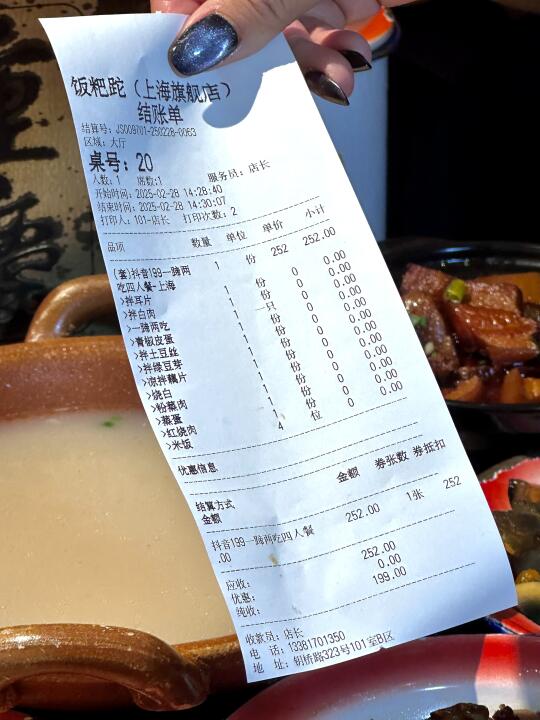 饭粑跎（上海旗舰店）
结账单
结算号：JS009701-250228-0063
区域：大厅
桌号：20
人数：1 席数：1 服务员：店长
开始时间：2025-02-28 14:28:40
结束时间：2025-02-28 14:30:07
打印人：101-店长 打印次数：2
品项 数量 单位 单价 小计
(套)抖音199一蹄两 1 份 252 252.00
吃四人餐-上海
>拌耳片 1 份 0 0.00
>拌白肉 1 份 0 0.00
>一蹄两吃 1 一只 0 0.00
>青椒皮蛋 1 份 0 0.00
>拌土豆丝 1 份 0 0.00
>拌绿豆芽 1 份 0 0.00
>凉拌藕片 1 份 0 0.00
>烧白 1 份 0 0.00
>粉蒸肉 1 份 0 0.00
>蒸蛋 1 份 0 0.00
>红烧肉 1 份 0 0.00
>米饭 4 位 0 0.00
优惠信息
结算方式 金额 券张数 券抵扣
金额
抖音199一蹄两吃四人餐 252.00 1张 252
.00
应收： 252.00
优惠： 0.00
纯收： 199.00
收款员：店长
电 话：13381701350
地 址：钥桥路323号101室B区